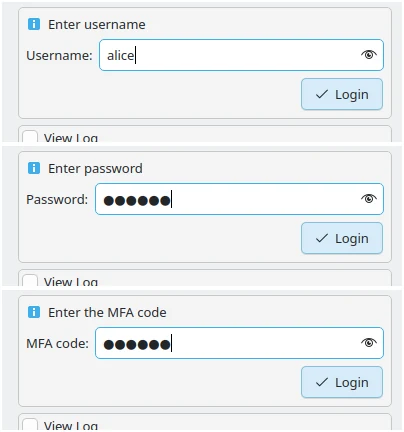 Enter username
Username: alice
Login
View Log
Enter password
Password: ●●●●●●
Login
View Log
Enter the MFA code
MFA code: ●●●●●●
Login
View Log